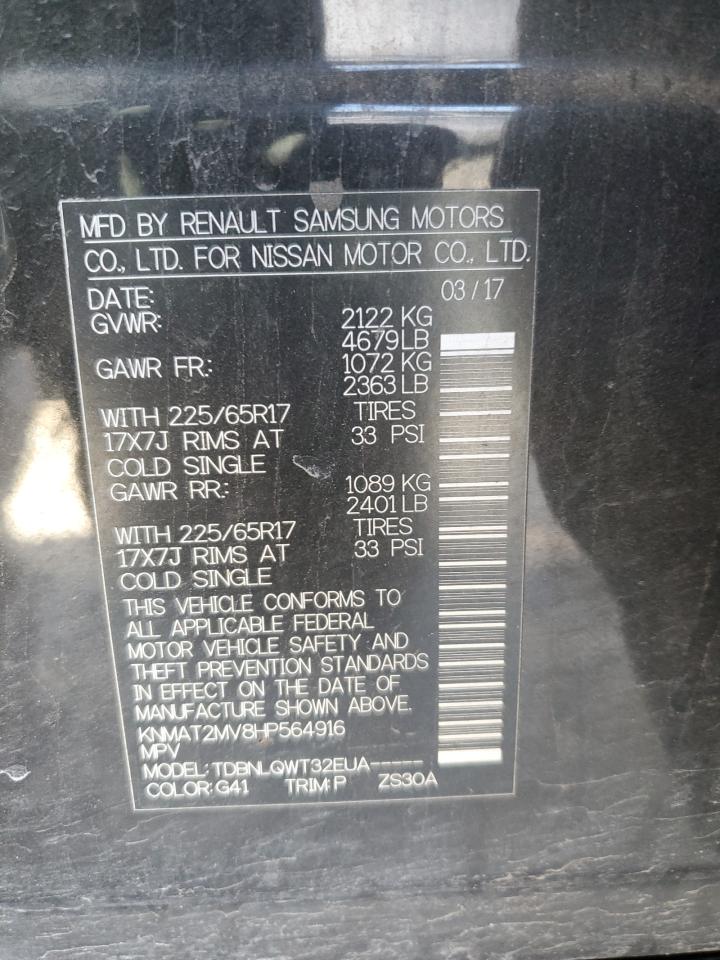 MFD BY RENAULT SAMSUNG MOTORS
CO., LTD. FOR NISSAN MOTOR CO., LTD.
DATE: 03 / 17
GVWR: 2122 KG
4679 LB
GAWR FR.: 1072 KG
2363 LB
WITH 225/65R17 TIRES
17X7J RIMS AT 33 PSI
COLD SINGLE
GAWR RR.: 1089 KG
2401 LB
WITH 225/65R17 TIRES
17X7J RIMS AT 33 PSI
COLD SINGLE
THIS VEHICLE CONFORMS TO
ALL APPLICABLE FEDERAL
MOTOR VEHICLE SAFETY AND
THEFT PREVENTION STANDARDS
IN EFFECT ON THE DATE OF
MANUFACTURE SHOWN ABOVE.
KNMAT2MV8HP564916
MPV
MODEL: TDBNLQWT32EUA-----
COLOR: G41 TRIM: P ZS30A